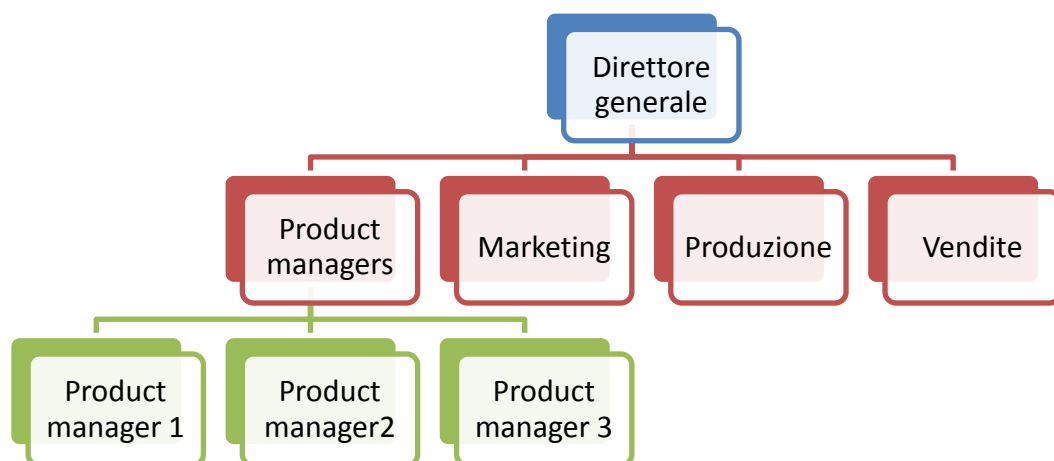 Direttore
generale
Product
managers
Marketing
Produzione
Vendite
Product
manager 1
Product
manager2
Product
manager 3